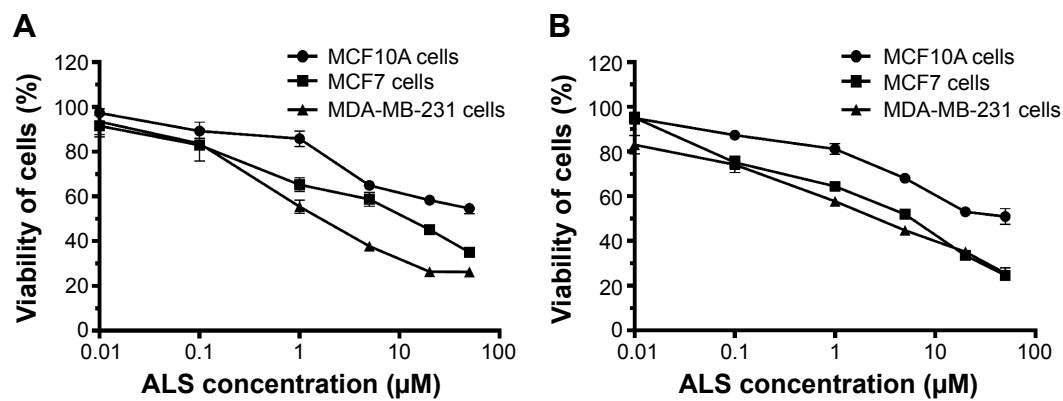 A
MCF10A cells
MCF7 cells
MDA-MB-231 cells
Viability of cells (%)
120
100
80
60
40
20
0
0.01
0.1
1
10
100
ALS concentration (µM)
B
MCF10A cells
MCF7 cells
MDA-MB-231 cells
Viability of cells (%)
120
100
80
60
40
20
0
0.01
0.1
1
10
100
ALS concentration (µM)